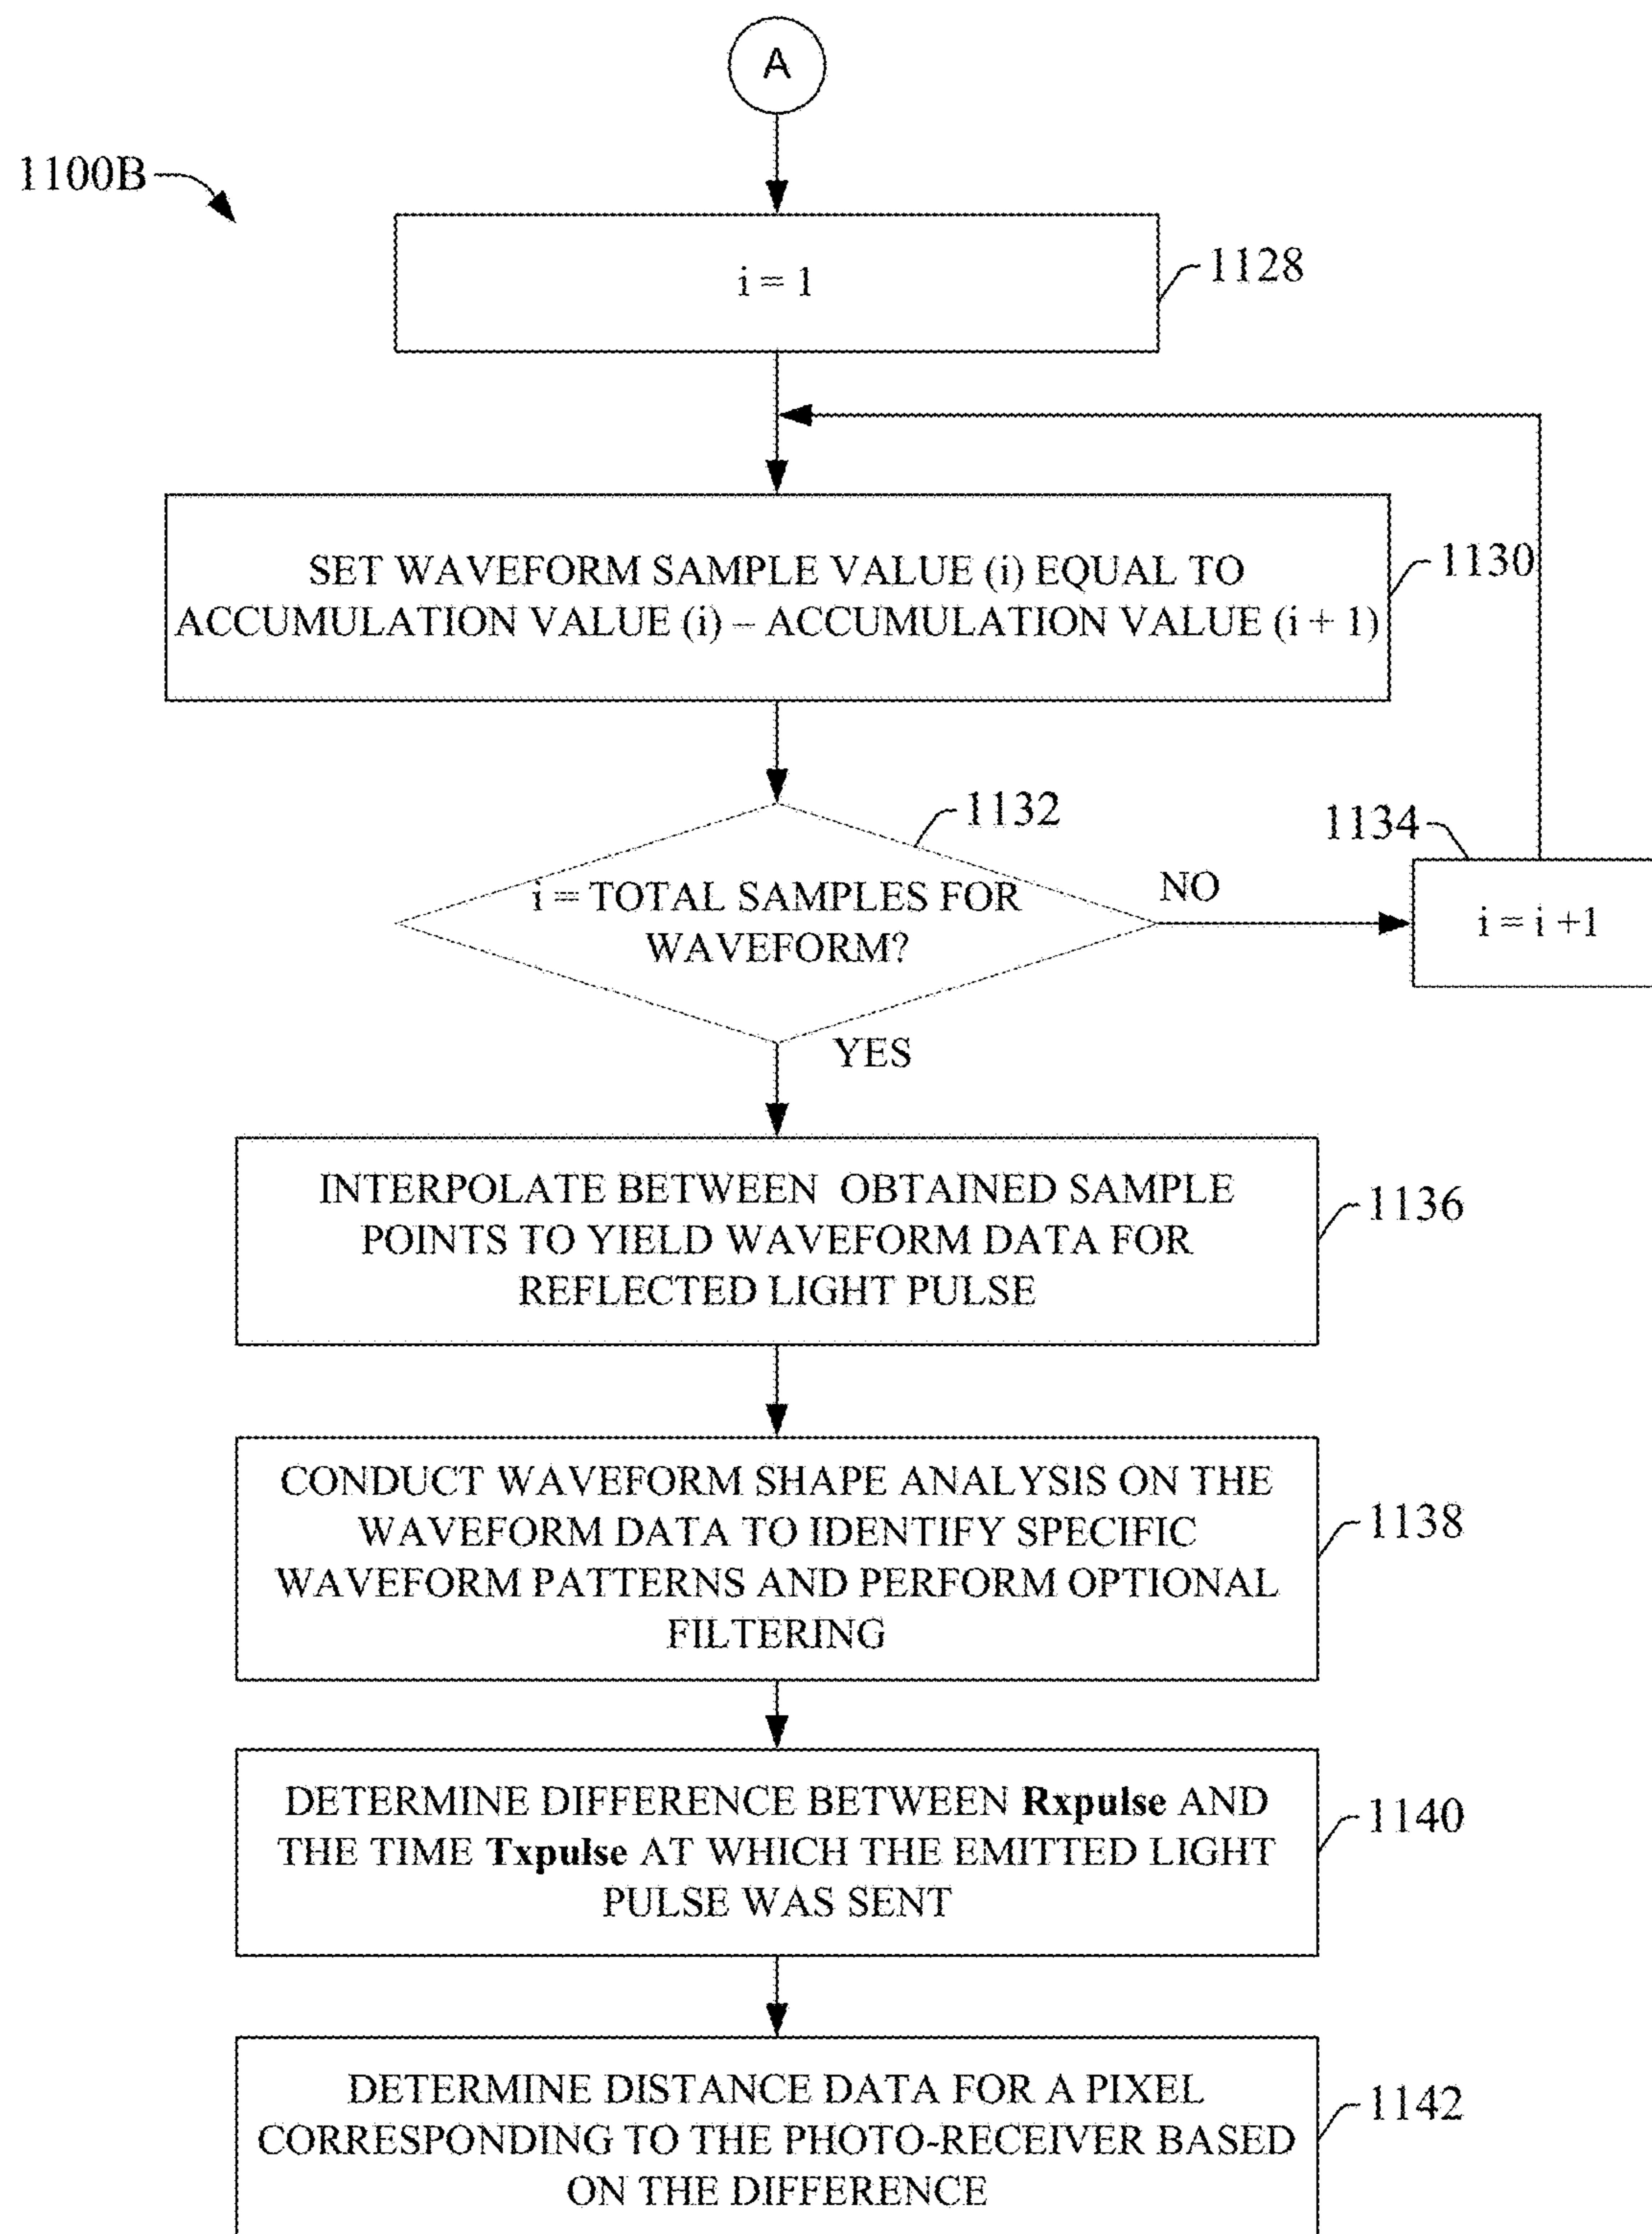 A
1100B
i = 1
1128
SET WAVEFORM SAMPLE VALUE (i) EQUAL TO
ACCUMULATION VALUE (i) – ACCUMULATION VALUE (i + 1)
1130
1132
i = TOTAL SAMPLES FOR
WAVEFORM?
NO
1134
i = i +1
YES
INTERPOLATE BETWEEN OBTAINED SAMPLE
POINTS TO YIELD WAVEFORM DATA FOR
REFLECTED LIGHT PULSE
1136
CONDUCT WAVEFORM SHAPE ANALYSIS ON THE
WAVEFORM DATA TO IDENTIFY SPECIFIC
WAVEFORM PATTERNS AND PERFORM OPTIONAL
FILTERING
1138
DETERMINE DIFFERENCE BETWEEN Rxpulse AND
THE TIME Txpulse AT WHICH THE EMITTED LIGHT
PULSE WAS SENT
1140
DETERMINE DISTANCE DATA FOR A PIXEL
CORRESPONDING TO THE PHOTO-RECEIVER BASED
ON THE DIFFERENCE
1142